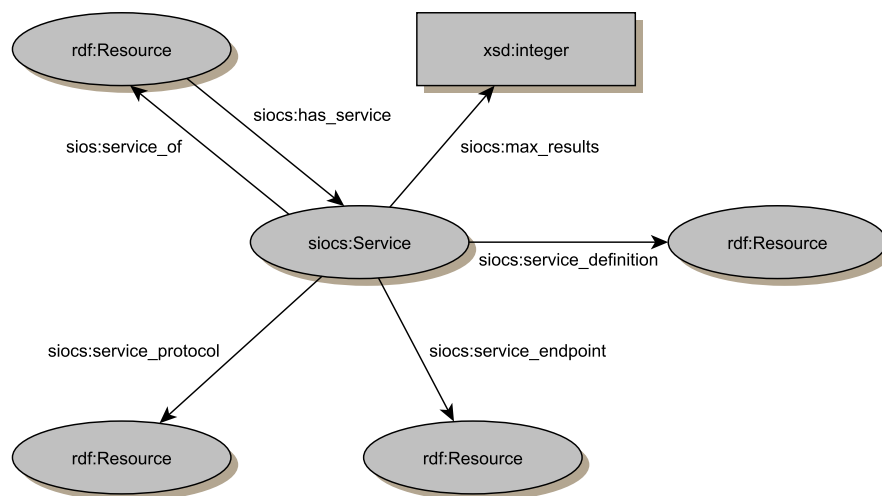 rdf:Resource
xsd:integer
siocs:has_service
sios:service_of
siocs:max_results
siocs:Service
rdf:Resource
siocs:service_definition
siocs:service_protocol
siocs:service_endpoint
rdf:Resource
rdf:Resource